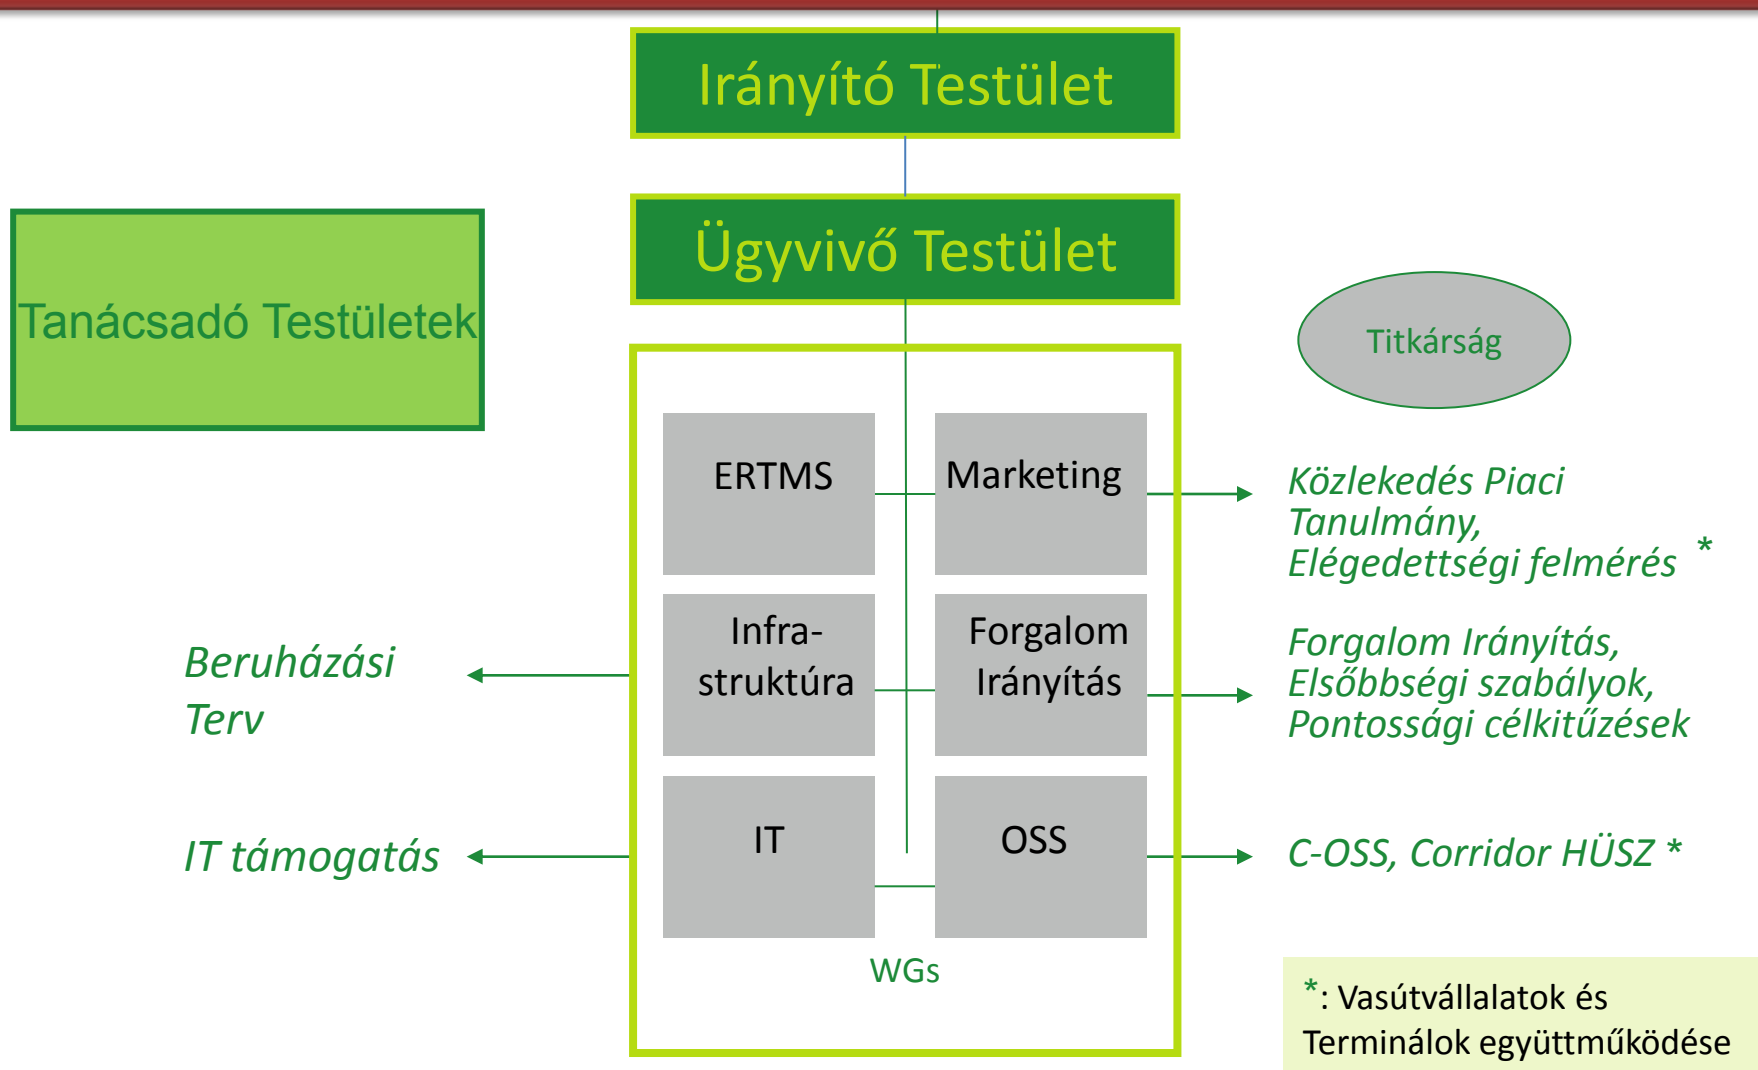 Irányító Testület
Ügyvivő Testület
Tanácsadó Testületek
Titkárság
ERTMS
Marketing
Közlekedés Piaci
Tanulmány,
Elégedettségi felmérés *
Infra-
struktúra
Forgalom
Irányítás
Beruházási
Terv
Forgalom Irányítás,
Elsőbbségi szabályok,
Pontossági célkitűzések
IT
OSS
IT támogatás
C-OSS, Corridor HÜSZ *
WGs
*: Vasútvállalatok és
Terminálok együttműködése